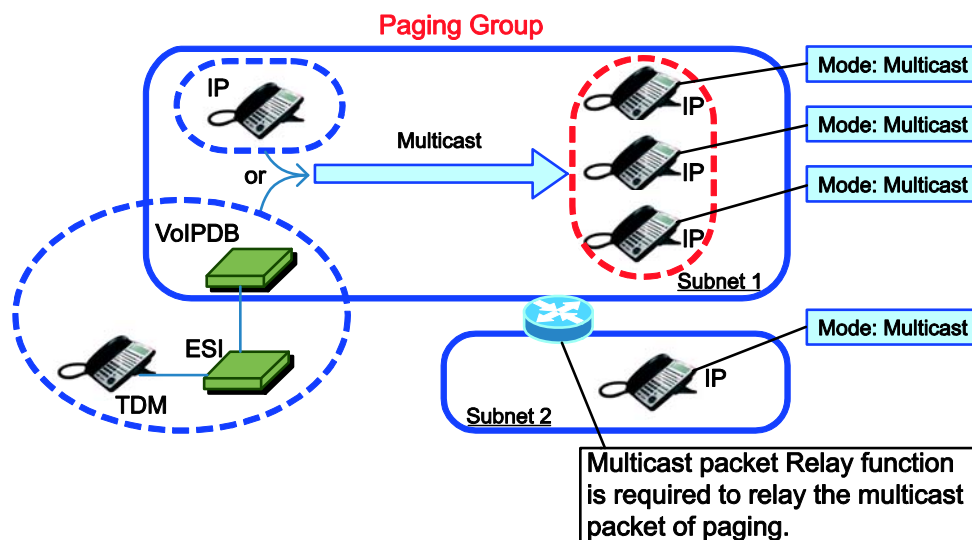 Paging Group
IP
Multicast
or
VoIPDB
ESI
TDM
IP
IP
IP
Subnet 1
Mode: Multicast
Mode: Multicast
Mode: Multicast
Mode: Multicast
IP
Subnet 2
Multicast packet Relay function
is required to relay the multicast
packet of paging.